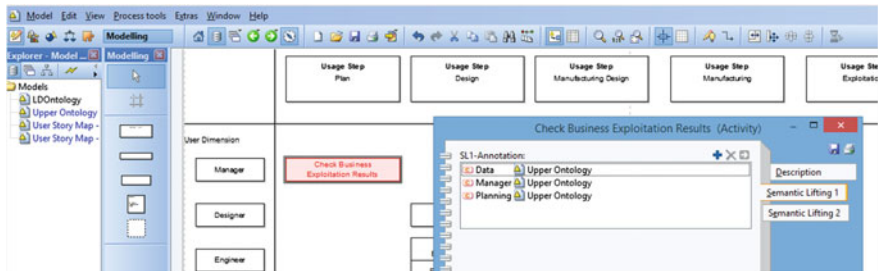 Model Edit View Process tools Extras Window Help
Modelling
Explorer - Model ...
Modelling
Models
LDOntology
Upper Ontology
User Story Map -
User Story Map -
Usage Step
Plan
Usage Step
Design
Usage Step
Manufacturing Design
Usage Step
Manufacturing
Usage Ste
Exploitatio
User Dimension
Manager
Check Business
Exploitation Results
Designer
Engineer
Check Business Exploitation Results (Activity)
SL1-Annotation:
Data Upper Ontology
Manager Upper Ontology
Planning Upper Ontology
Description
Semantic Lifting 1
Semantic Lifting 2